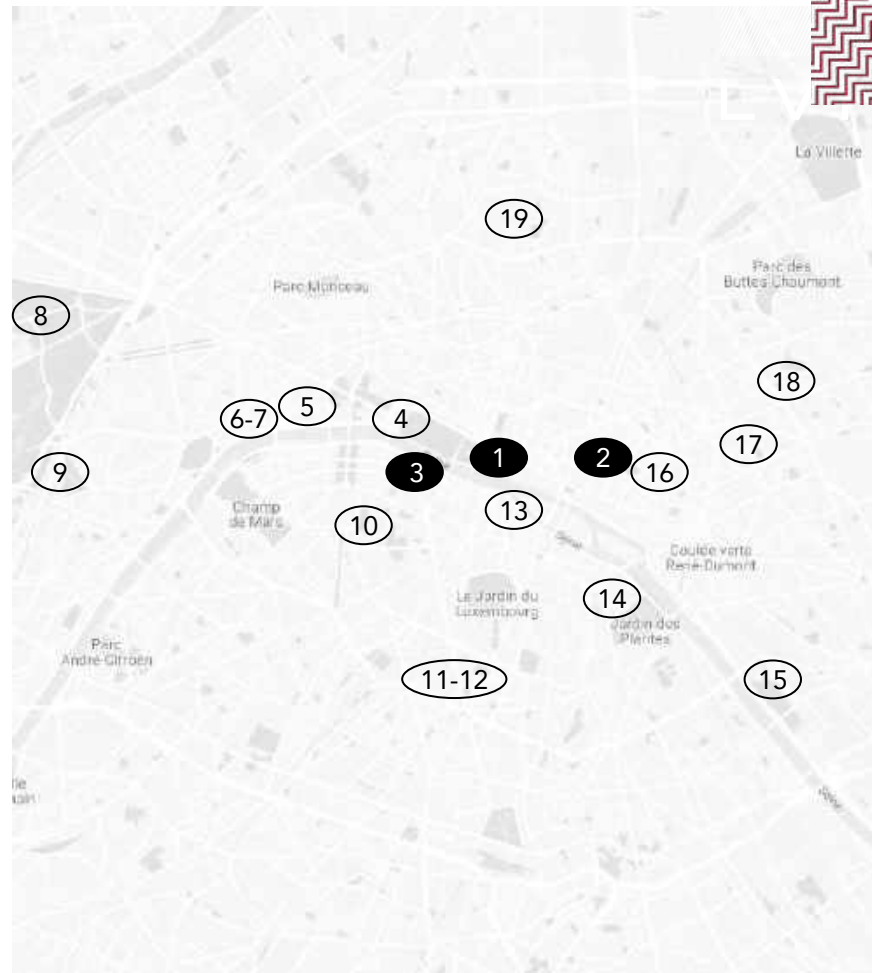 La Villette
19
Parc des
Buttes Chaumont
Parc Monceau
8
18
5
6-7
4
17
1
2
3
16
9
Champ
de Mars
10
13
Seine
Coulée verte
René-Dumont
Le Jardin du
Luxembourg
14
Jardin des
Plantes
Parc
André Citroën
11-12
15
Seine